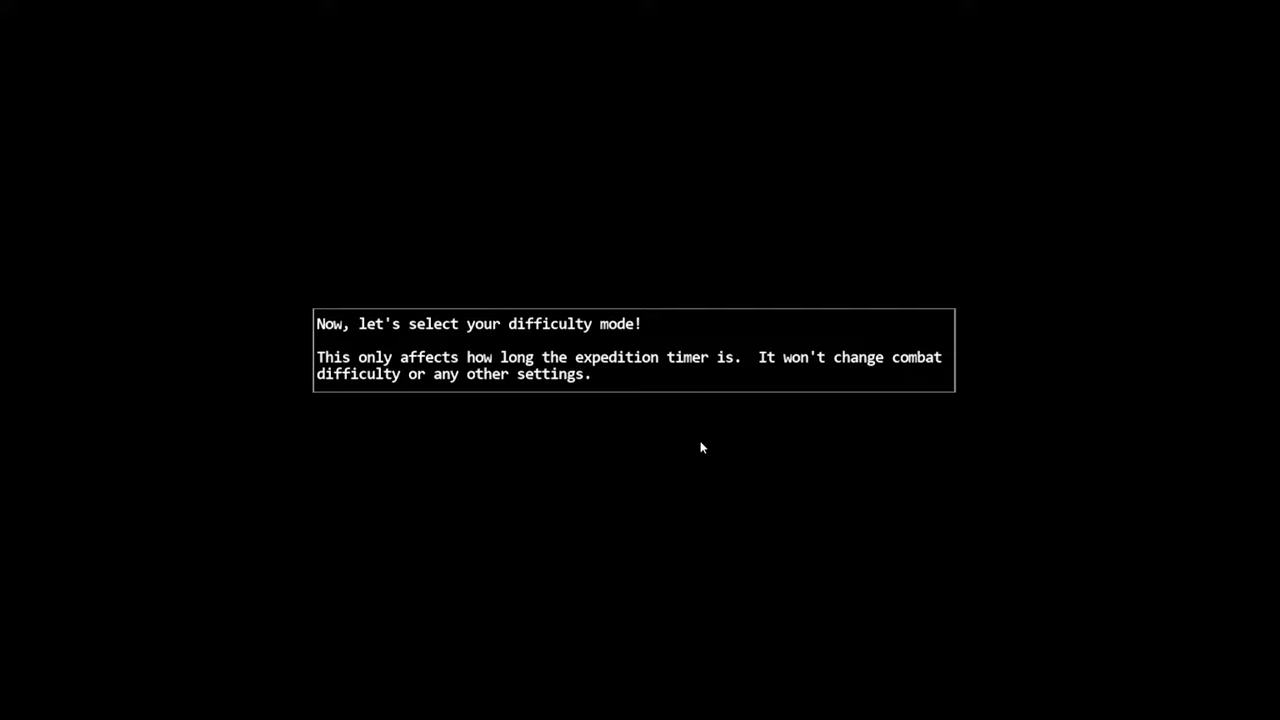 Now, let's select your difficulty mode!
This only affects how long the expedition timer is.  It won't change combat
difficulty or any other settings.